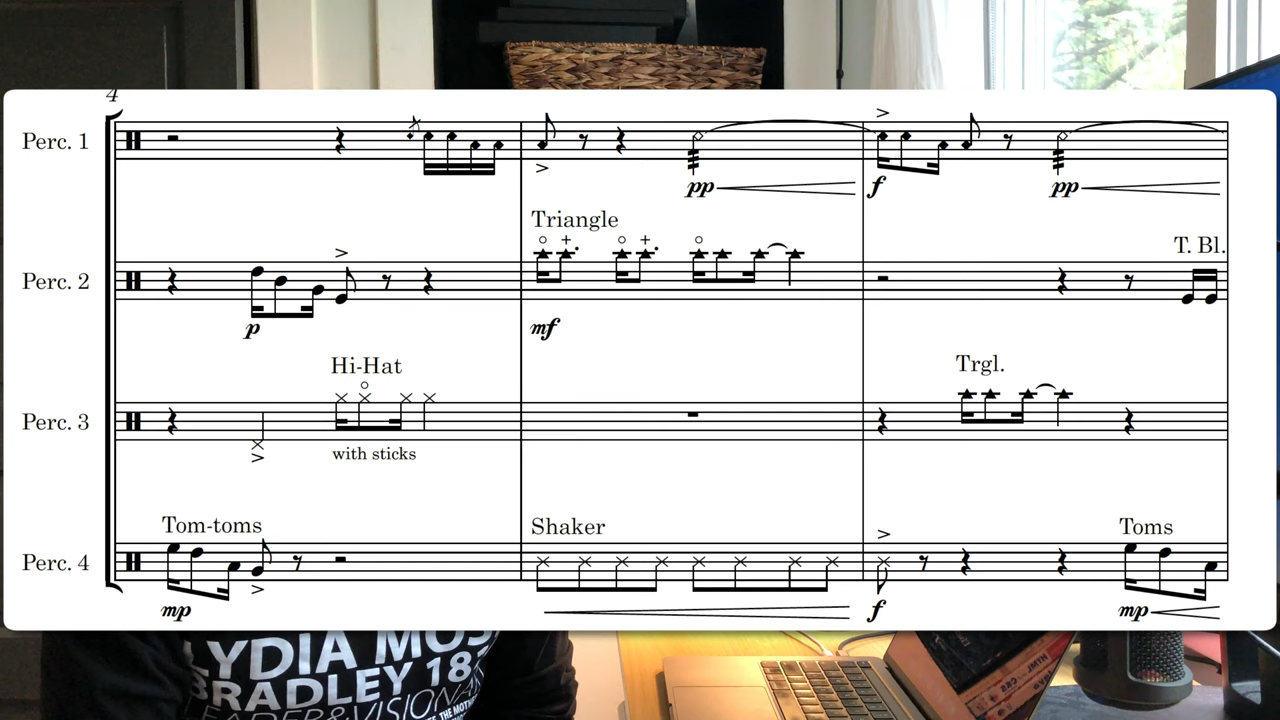 4
Perc. 1
pp
f
pp
Triangle
T. Bl.
Perc. 2
p
mf
Hi-Hat
Trgl.
Perc. 3
with sticks
Tom-toms
Shaker
Toms
Perc. 4
mp
f
mp
LYDIA MOS
BRADLEY 18